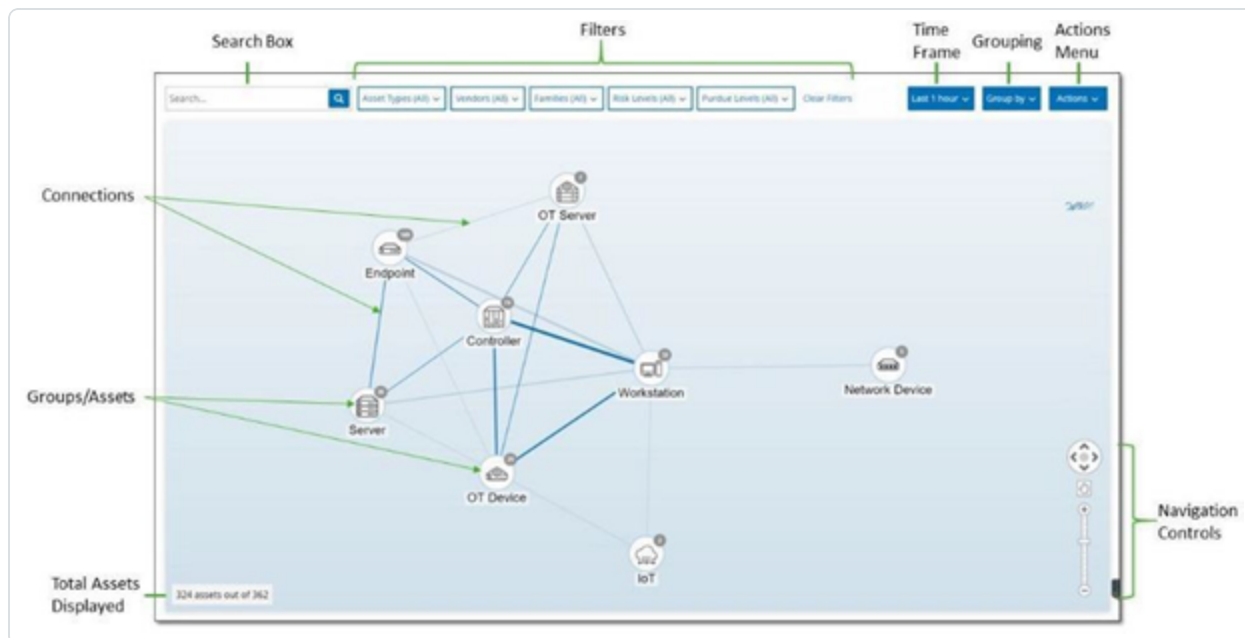 Search Box
Filters
Time
Frame
Grouping
Actions
Menu
Search...
Asset Types (All)
Vendors (All)
Families (All)
Risk Levels (All)
Purdue Levels (All)
Clear Filters
Last 1 hour
Group by
Actions
Connections
OT Server
Endpoint
Controller
Workstation
Network Device
Groups/Assets
Server
OT Device
Navigation
Controls
IoT
Total Assets
Displayed
324 assets out of 362